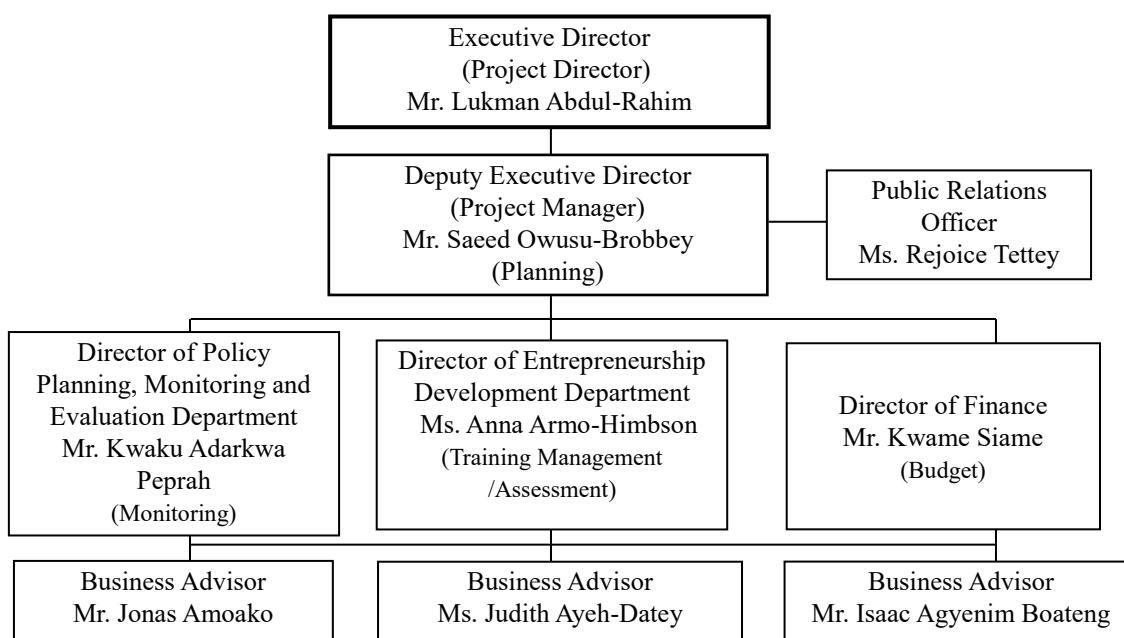 Executive Director
(Project Director)
Mr. Lukman Abdul-Rahim
Deputy Executive Director
(Project Manager)
Mr. Saeed Owusu-Brobbey
(Planning)
Public Relations
Officer
Ms. Rejoice Tettey
Director of Policy
Planning, Monitoring and
Evaluation Department
Mr. Kwaku Adarkwa
Peprah
(Monitoring)
Director of Entrepreneurship
Development Department
Ms. Anna Armo-Himbson
(Training Management
/Assessment)
Director of Finance
Mr. Kwame Siame
(Budget)
Business Advisor
Mr. Jonas Amoako
Business Advisor
Ms. Judith Ayeh-Datey
Business Advisor
Mr. Isaac Agyenim Boateng